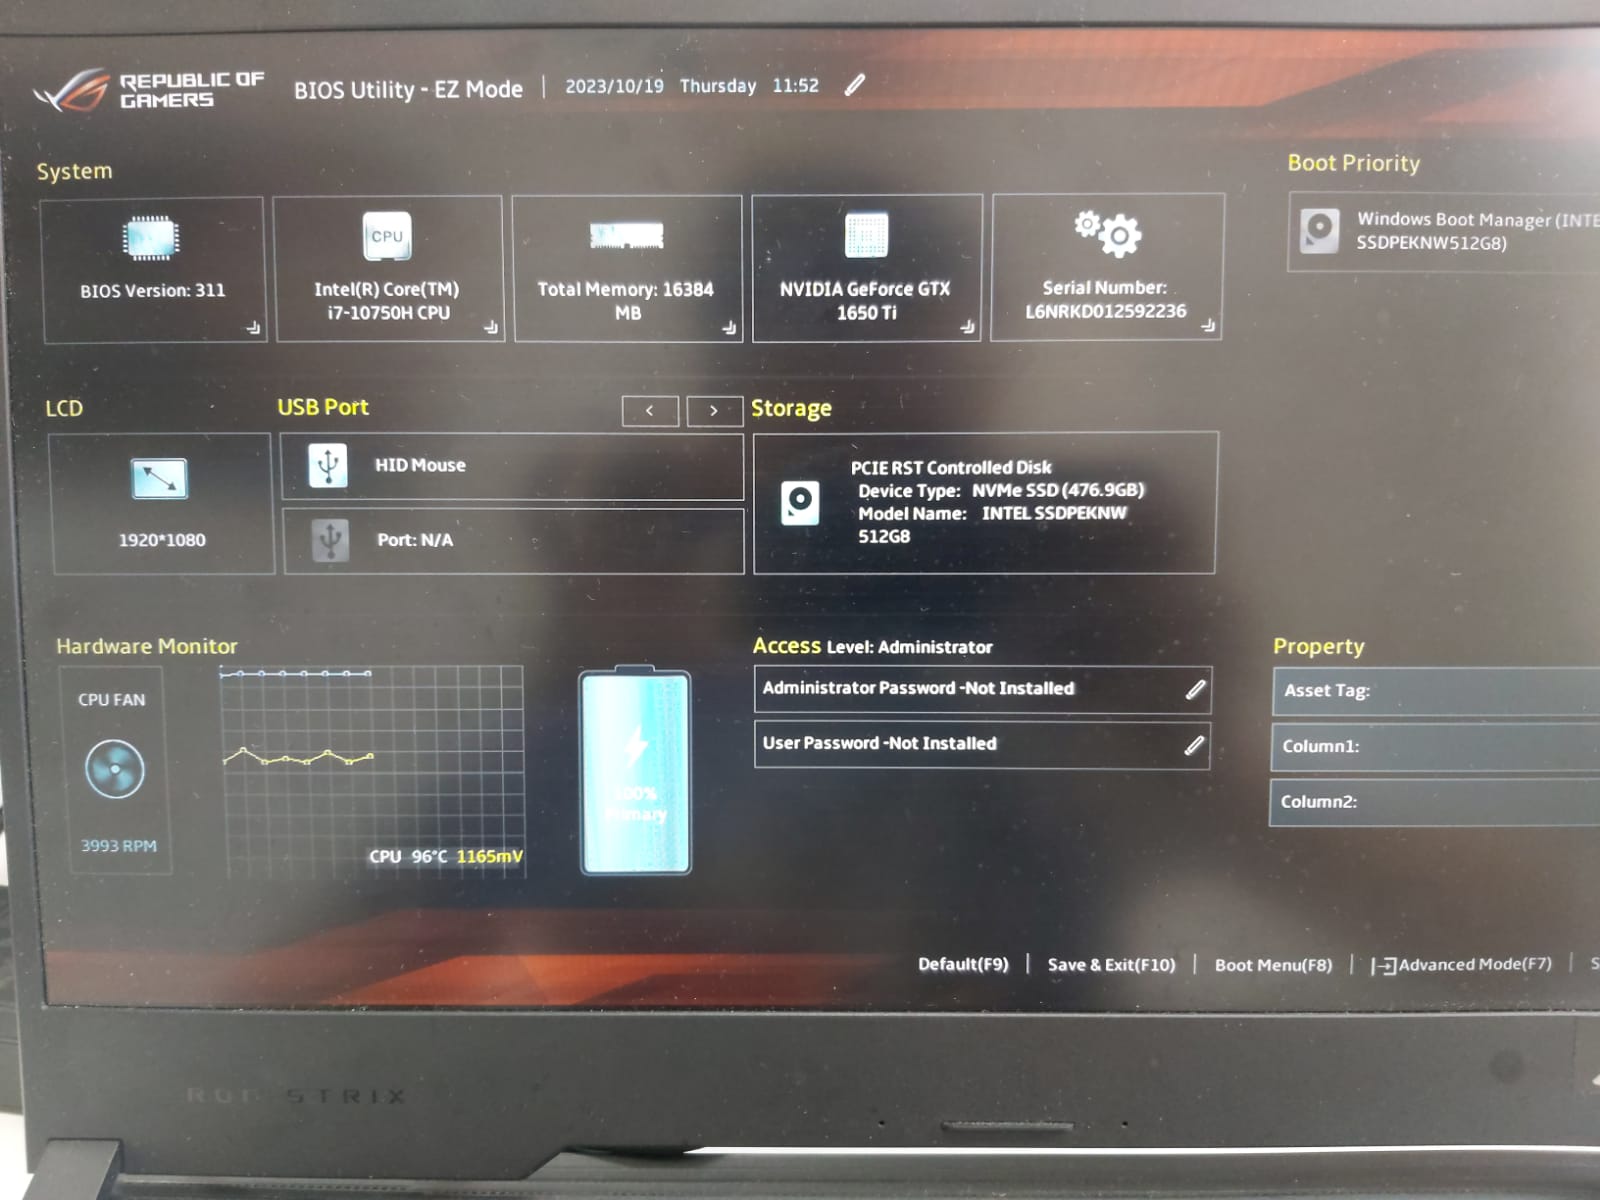 REPUBLIC OF
GAMERS
BIOS Utility - EZ Mode
2023/10/19 Thursday 11:52
System
Boot Priority
BIOS Version: 311
CPU
Intel(R) Core(TM)
i7-10750H CPU
Total Memory: 16384
MB
NVIDIA GeForce GTX
1650 Ti
Serial Number:
L6NRKD012592236
Windows Boot Manager (INTE
SSDPEKNW512G8)
LCD
1920*1080
USB Port
<
>
HID Mouse
Port: N/A
Storage
PCIE RST Controlled Disk
Device Type: NVMe SSD (476.9GB)
Model Name: INTEL SSDPEKNW
512G8
Hardware Monitor
CPU FAN
3993 RPM
CPU 96°C 1165mV
100%
Primary
Access Level: Administrator
Administrator Password -Not Installed
User Password -Not Installed
Property
Asset Tag:
Column1:
Column2:
Default(F9) | Save & Exit(F10) | Boot Menu(F8) | Advanced Mode(F7) | S
ROG STRIX